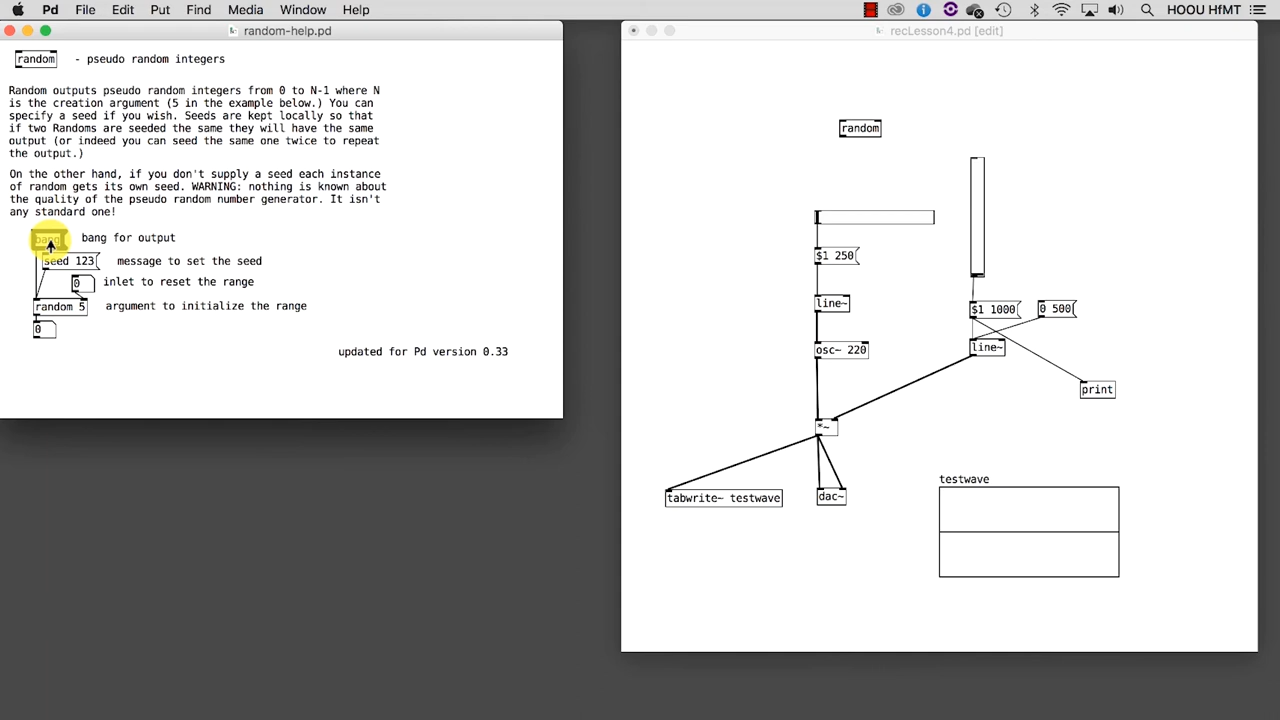 Pd File Edit Put Find Media Window Help HOOU HfMT
random-help.pd
random - pseudo random integers
Random outputs pseudo random integers from 0 to N-1 where N
is the creation argument (5 in the example below.) You can
specify a seed if you wish. Seeds are kept locally so that
if two Randoms are seeded the same they will have the same
output (or indeed you can seed the same one twice to repeat
the output.)
On the other hand, if you don't supply a seed each instance
of random gets its own seed. WARNING: nothing is known about
the quality of the pseudo random number generator. It isn't
any standard one!
bang bang for output
seed 123 message to set the seed
0 inlet to reset the range
random 5 argument to initialize the range
0
updated for Pd version 0.33
recLesson4.pd [edit]
random
$1 250
line~
$1 1000 0 500
osc~ 220
line~
print
*~
tabwrite~ testwave
dac~
testwave